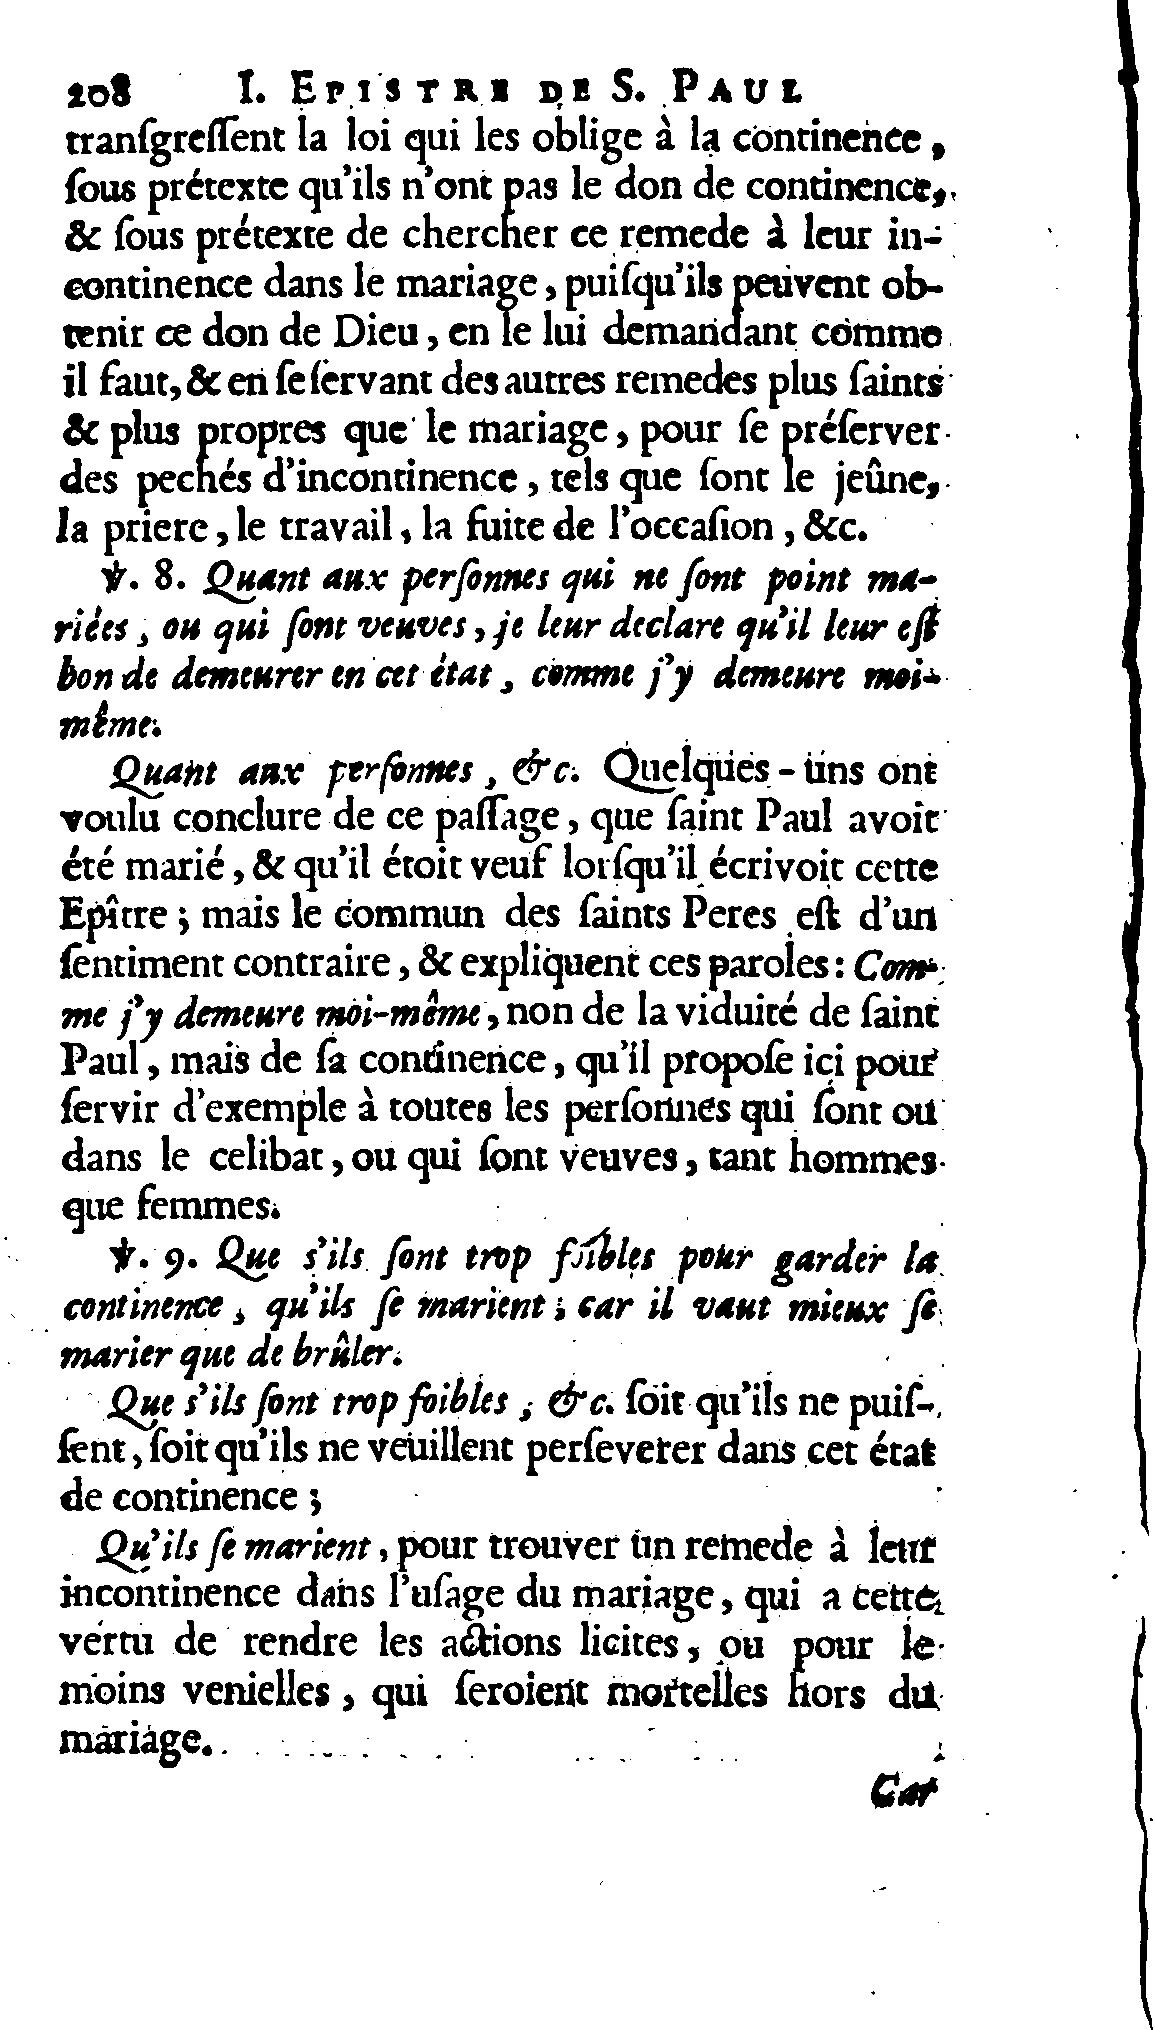 208 I. EPISTRE DE S. PAUL
tranſgreſſent la loi qui les oblige à la continence,
ſous prétexte qu'ils n'ont pas le don de continence,
& ſous prétexte de chercher ce remede à leur in-
continence dans le mariage, puiſqu'ils peuvent ob-
tenir ce don de Dieu, en le lui demandant comme
il faut, & en ſe ſervant des autres remedes plus ſaints
& plus propres que le mariage, pour ſe préſerver
des pechés d'incontinence, tels que ſont le jeûne,
la priere, le travail, la fuite de l'occaſion, &c.
℣. 8. Quant aux perſonnes qui ne ſont point ma-
riées, ou qui ſont veuves, je leur declare qu'il leur eſt
bon de demeurer en cet état, comme j'y demeure moi-
même.
Quant aux perſonnes, &c. Quelques-uns ont
voulu conclure de ce paſſage, que ſaint Paul avoit
été marié, & qu'il étoit veuf lorſqu'il écrivoit cette
Epître; mais le commun des ſaints Peres eſt d'un
ſentiment contraire, & expliquent ces paroles: Com-
me j'y demeure moi-même, non de la viduité de ſaint
Paul, mais de ſa continence, qu'il propoſe ici pour
ſervir d'exemple à toutes les perſonnes qui ſont ou
dans le celibat, ou qui ſont veuves, tant hommes
que femmes.
℣. 9. Que s'ils ſont trop foibles pour garder la
continence, qu'ils ſe marient; car il vaut mieux ſe
marier que de brûler.
Que s'ils ſont trop foibles, &c. ſoit qu'ils ne puiſ-
ſent, ſoit qu'ils ne veuillent perſeverer dans cet état
de continence;
Qu'ils ſe marient, pour trouver un remede à leur
incontinence dans l'uſage du mariage, qui a cette
vertu de rendre les actions licites, ou pour le
moins venielles, qui ſeroient mortelles hors du
mariage.
Car